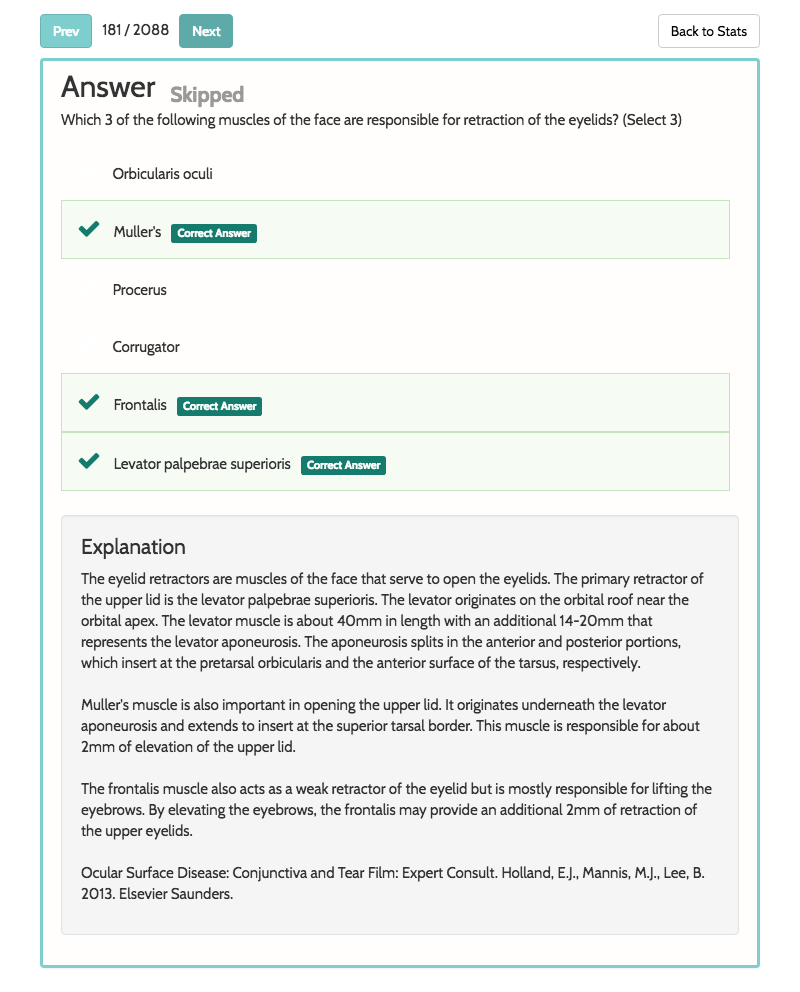 Prev 181 / 2088 Next Back to Stats
Answer Skipped
Which 3 of the following muscles of the face are responsible for retraction of the eyelids? (Select 3)
Orbicularis oculi
Muller's Correct Answer
Procerus
Corrugator
Frontalis Correct Answer
Levator palpebrae superioris Correct Answer
Explanation
The eyelid retractors are muscles of the face that serve to open the eyelids. The primary retractor of
the upper lid is the levator palpebrae superioris. The levator originates on the orbital roof near the
orbital apex. The levator muscle is about 40mm in length with an additional 14-20mm that
represents the levator aponeurosis. The aponeurosis splits in the anterior and posterior portions,
which insert at the pretarsal orbicularis and the anterior surface of the tarsus, respectively.
Muller's muscle is also important in opening the upper lid. It originates underneath the levator
aponeurosis and extends to insert at the superior tarsal border. This muscle is responsible for about
2mm of elevation of the upper lid.
The frontalis muscle also acts as a weak retractor of the eyelid but is mostly responsible for lifting the
eyebrows. By elevating the eyebrows, the frontalis may provide an additional 2mm of retraction of
the upper eyelids.
Ocular Surface Disease: Conjunctiva and Tear Film: Expert Consult. Holland, E.J., Mannis, M.J., Lee, B.
2013. Elsevier Saunders.